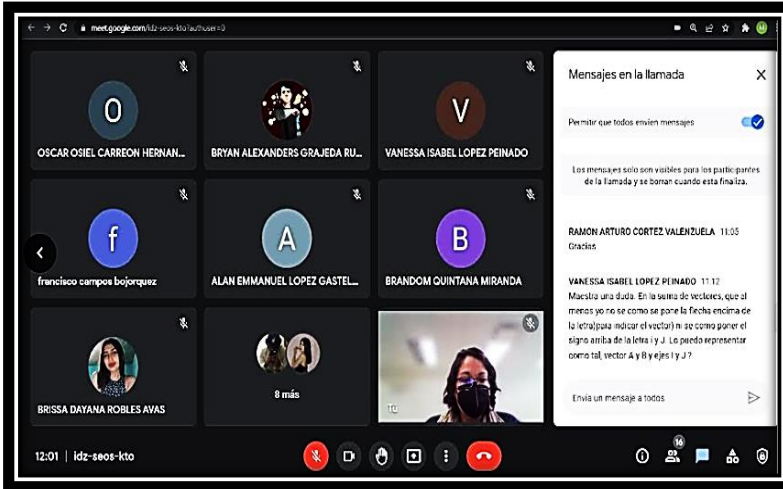 meet.google.com/idz-seos-kto?authuser=0
O
OSCAR OSIEL CARREON HERNAN...
BRYAN ALEXANDERS GRAJEDA RU...
V
VANESSA ISABEL LOPEZ PEINADO
f
francisco campos bojorquez
A
ALAN EMMANUEL LOPEZ GASTEL...
B
BRANDOM QUINTANA MIRANDA
BRISSA DAYANA ROBLES AVAS
8 más
Tú
12:01 | idz-seos-kto
Mensajes en la llamada
Permitir que todos envíen mensajes
Los mensajes solo son visibles para los participantes
de la llamada y se borran cuando esta finaliza.
RAMON ARTURO CORTEZ VALENZUELA 11:05
Gracias
VANESSA ISABEL LOPEZ PEINADO 11:12
Maestra una duda. En la suma de vectores, que al
menos yo no se como se pone la flecha encima de
la letra(para indicar el vector) ni se como poner el
signo arriba de la letra i y J. Lo puedo representar
como tal, vector A y B y ejes I y J ?
Envía un mensaje a todos
16